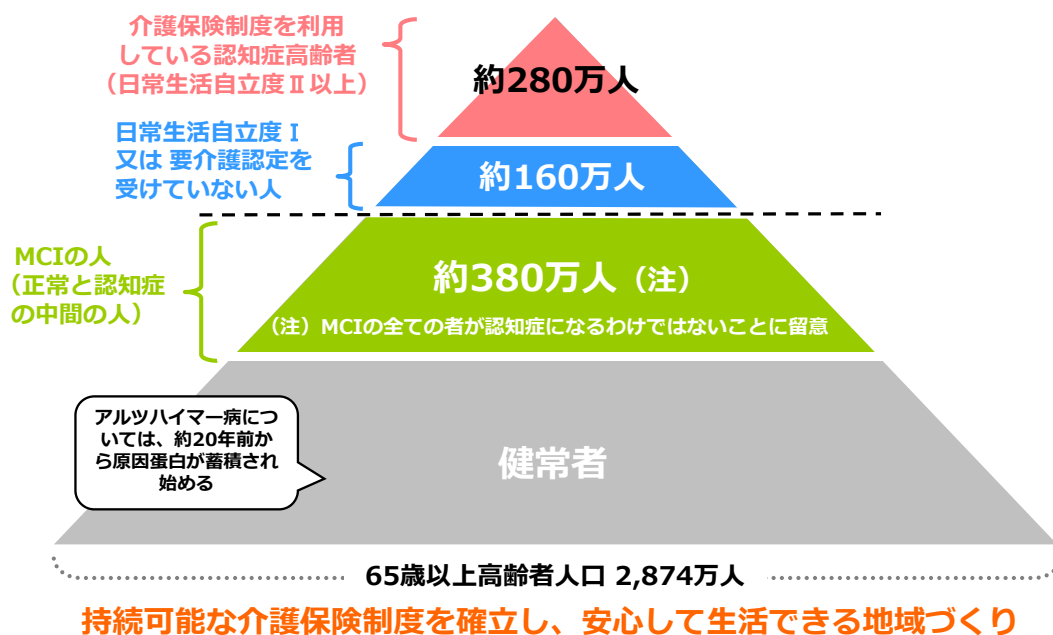 介護保険制度を利用
している認知症高齢者
（日常生活自立度Ⅱ以上）
約280万人
日常生活自立度Ⅰ
又は 要介護認定を
受けていない人
約160万人
MCIの人
（正常と認知症
の中間の人）
約380万人（注）
（注）MCIの全ての者が認知症になるわけではないことに留意
アルツハイマー病につ
いては、約20年前か
ら原因蛋白が蓄積され
始める
健常者
65歳以上高齢者人口 2,874万人
持続可能な介護保険制度を確立し、安心して生活できる地域づくり